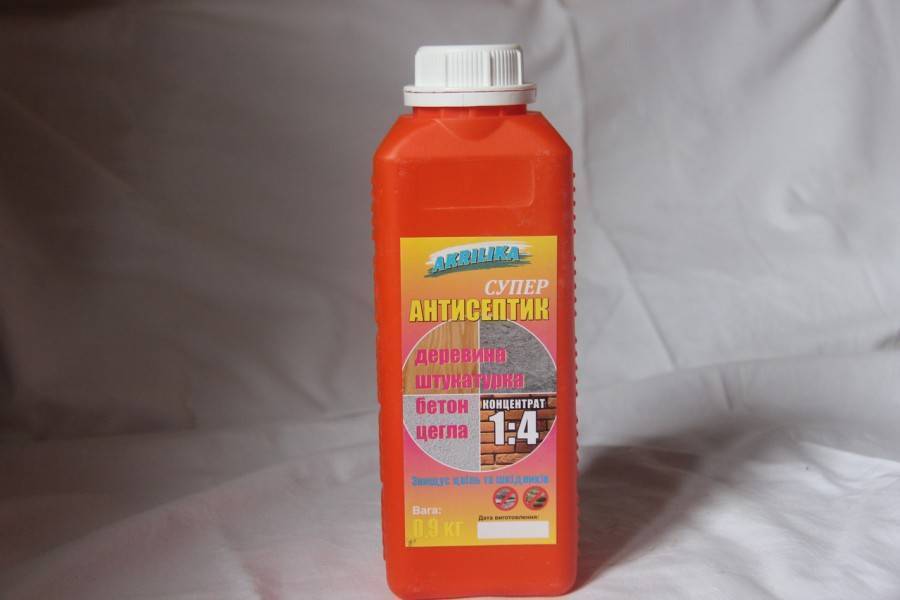 AKRILIKA
СУПЕР
АНТИСЕПТИК
деревина
штукатурка
бетон
цегла
КОНЦЕНТРАТ
1:4
Знищує цвіль та шкідників
Вага:
0,9 кг
Дата виготовлення: